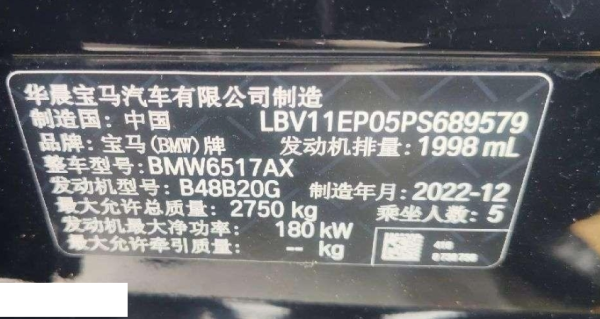 华晨宝马汽车有限公司制造
制造国: 中国 LBV11EP05PS689579
品牌: 宝马(BMW)牌 发动机排量: 1998 mL
整车型号: BMW6517AX
发动机型号: B48B20G 制造年月: 2022-12
最大允许总质量: 2750 kg 乘坐人数: 5
发动机最大净功率: 180 kW
最大允许牵引质量: -- kg